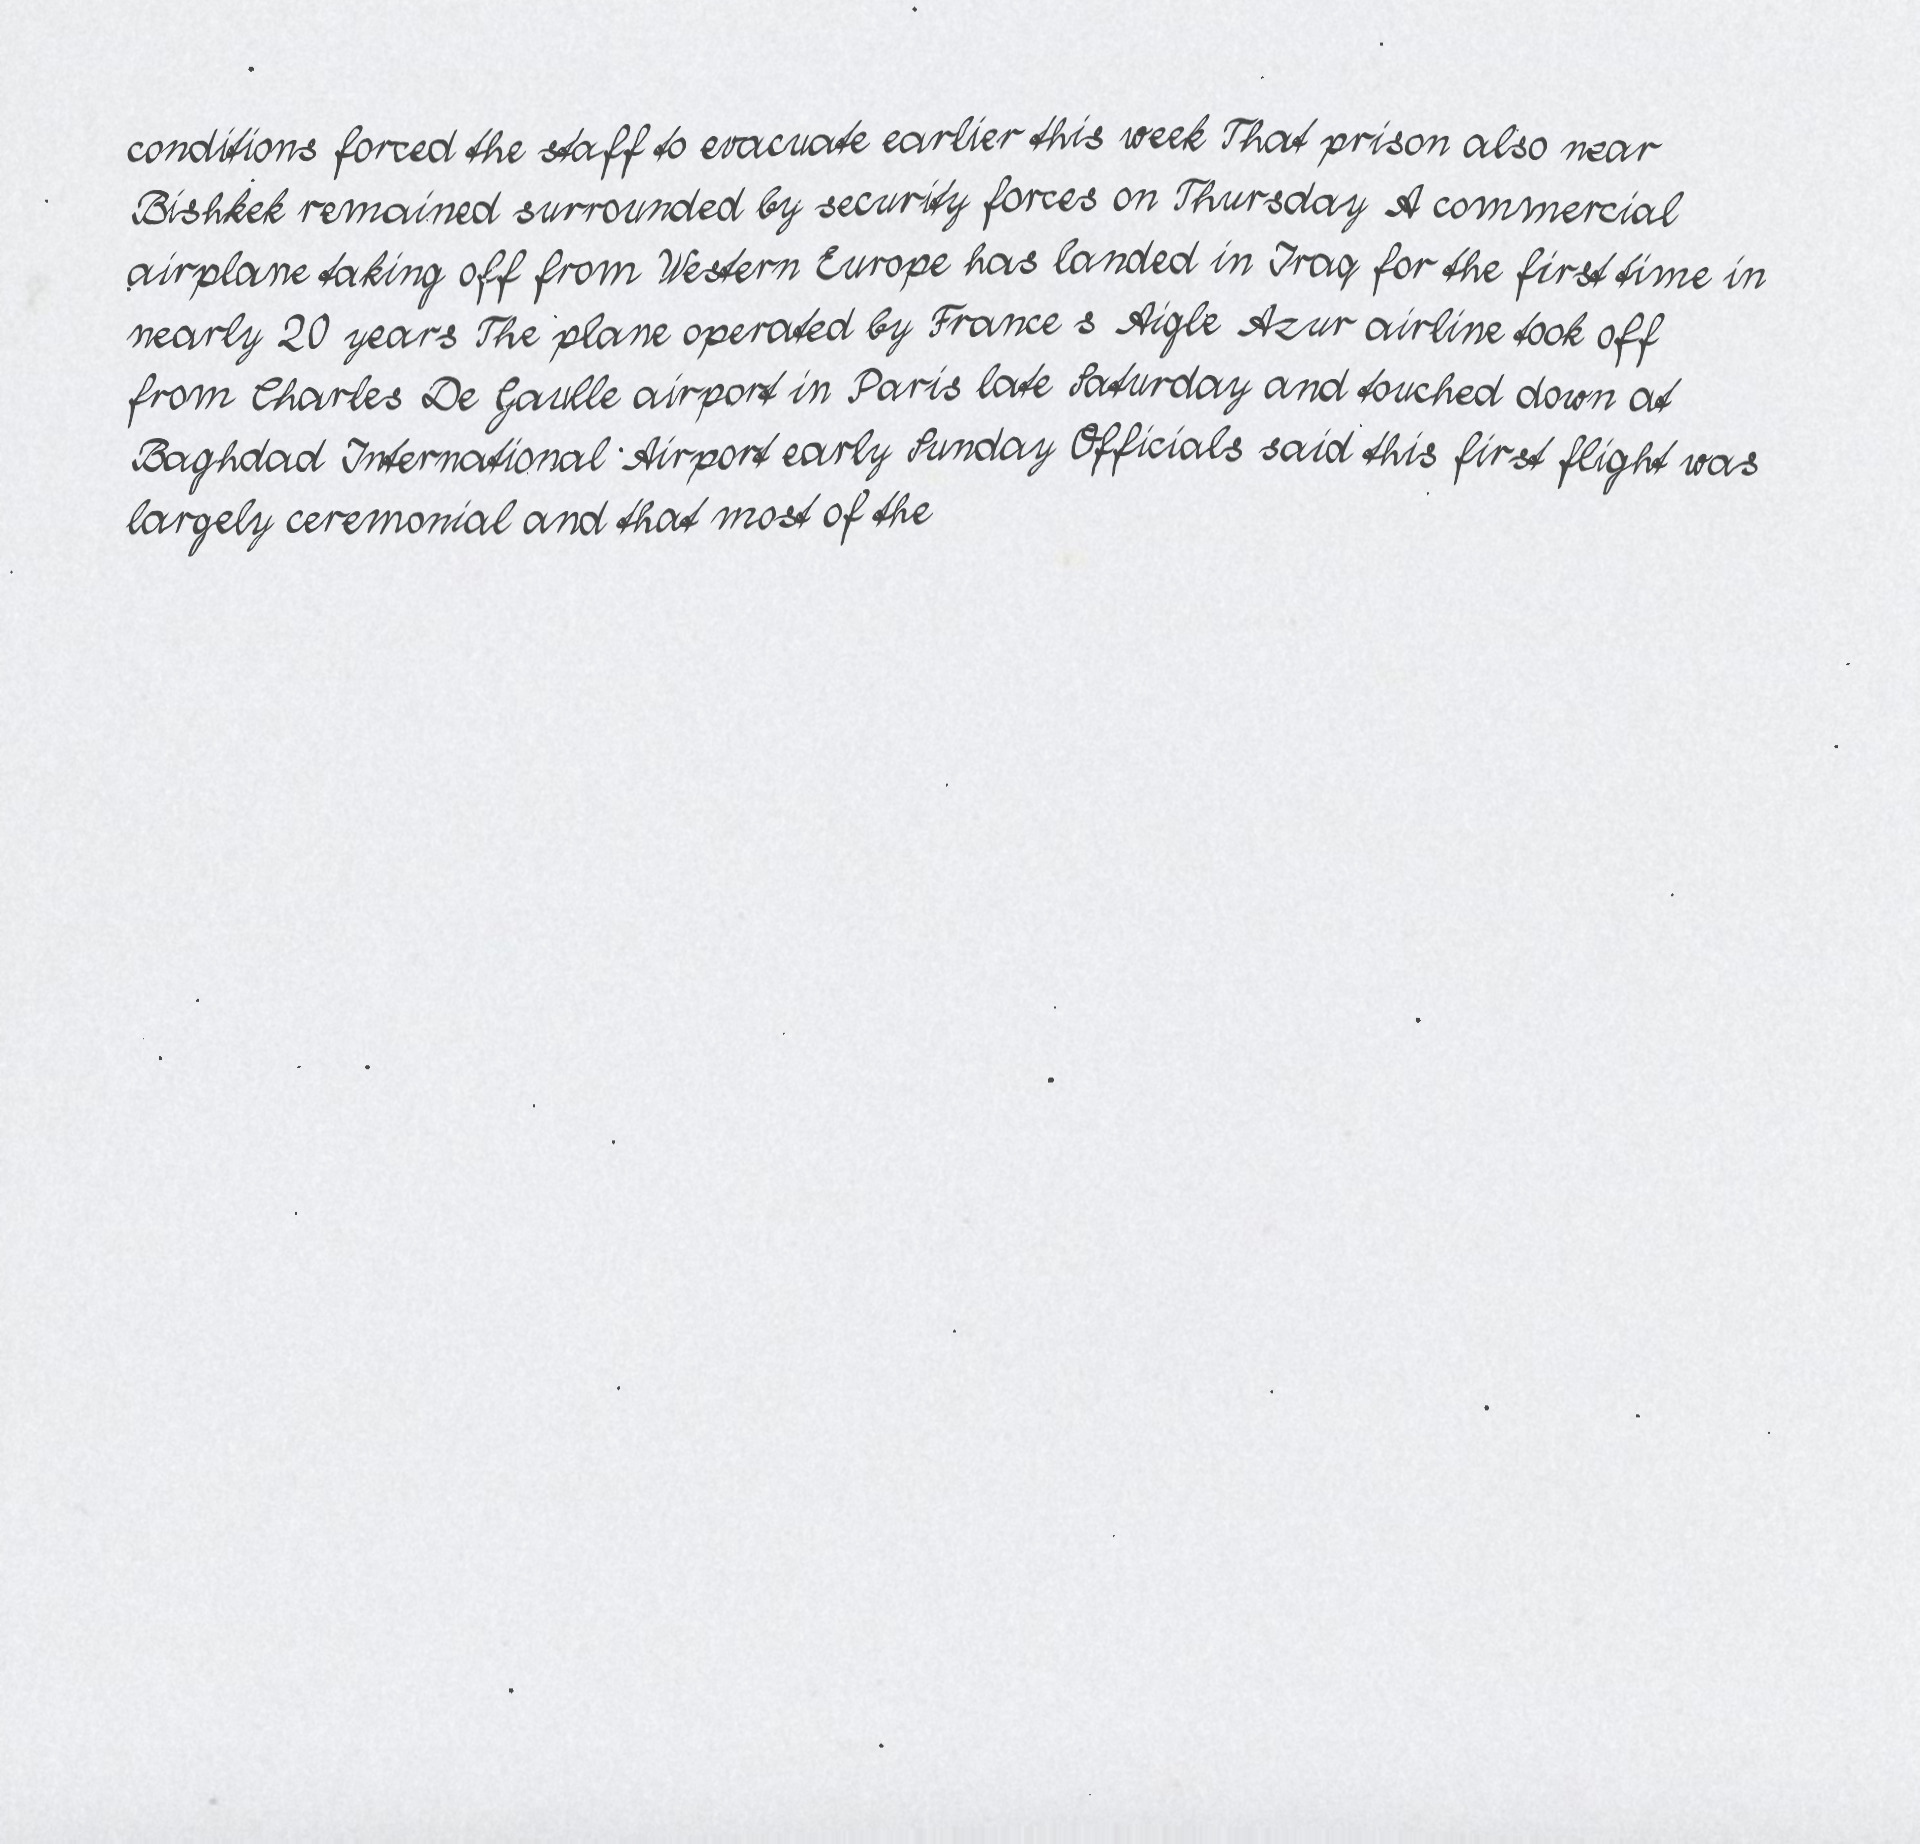 conditions forced the staff to evacuate earlier this week That prison also near
Bishkek remained surrounded by security forces on Thursday A commercial
airplane taking off from Western Europe has landed in Iraq for the first time in
nearly 20 years The plane operated by France s Aigle Azur airline took off
from Charles De Gaulle airport in Paris late Saturday and touched down at
Baghdad International Airport early Sunday Officials said this first flight was
largely ceremonial and that most of the